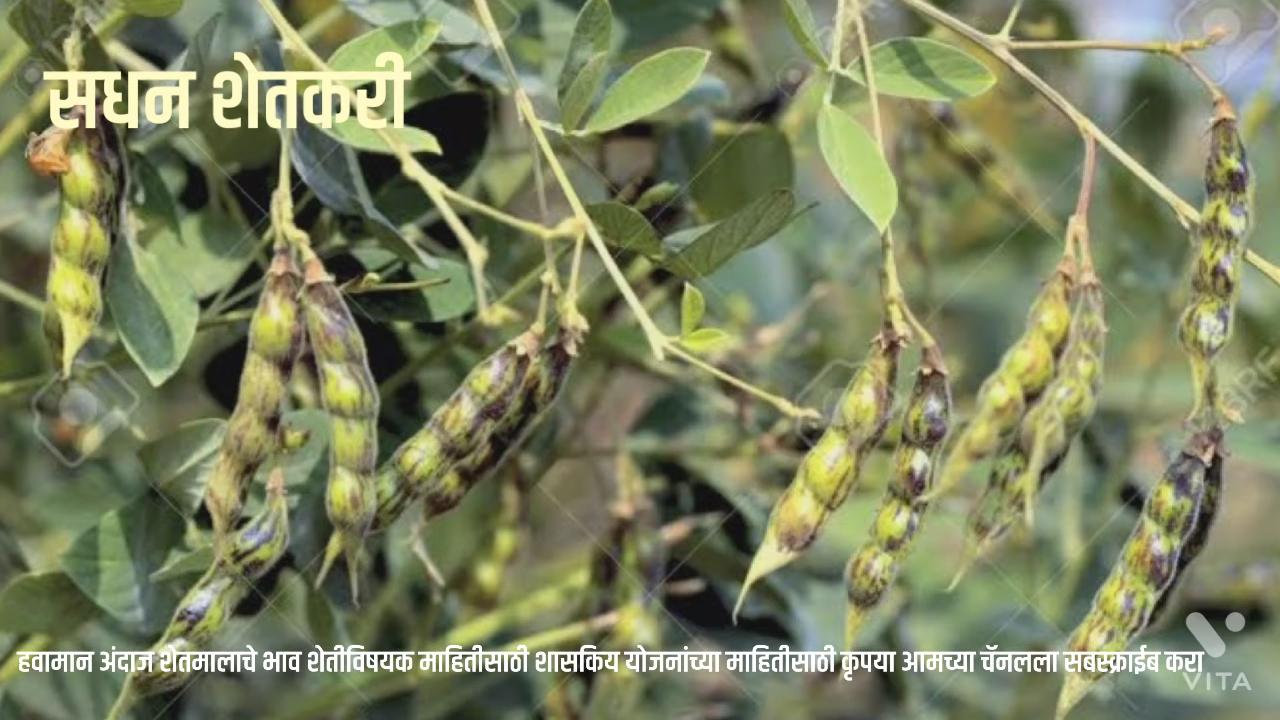 सधन शेतकरी
हवामान अंदाज शेतमालाचे भाव शेतीविषयक माहितीसाठी शासकिय योजनांच्या माहितीसाठी कृपया आमच्या चॅनलला सबस्क्राईब करा
VITA